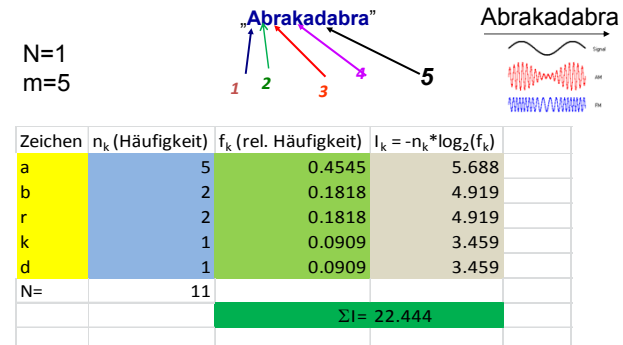 „Abrakadabra”
Abrakadabra
N=1
m=5
1 2 3 4 5
Signal
AM
FM
Zeichen nk (Häufigkeit) fk (rel. Häufigkeit) Ik = -nk*log2(fk)
a 5 0.4545 5.688
b 2 0.1818 4.919
r 2 0.1818 4.919
k 1 0.0909 3.459
d 1 0.0909 3.459
N= 11
ΣI= 22.444